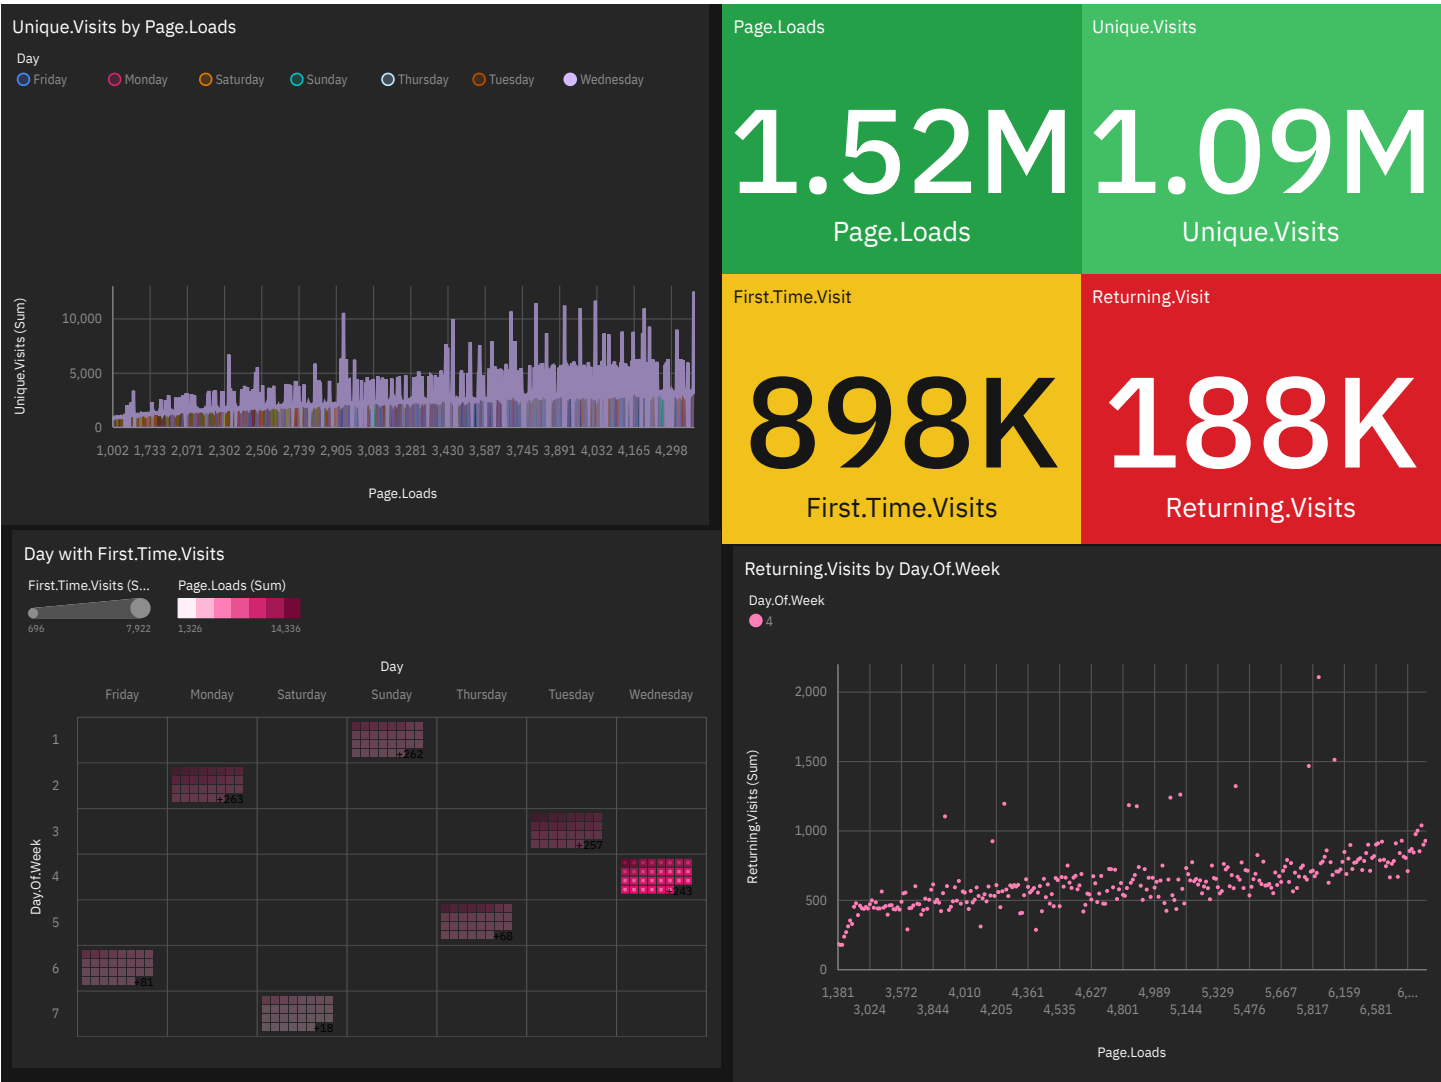 Unique.Visits by Page.Loads
Day
Friday Monday Saturday Sunday Thursday Tuesday Wednesday
Unique.Visits (Sum)
10,000
5,000
0
1,002 1,733 2,071 2,302 2,506 2,739 2,905 3,083 3,281 3,430 3,587 3,745 3,891 4,032 4,165 4,298
Page.Loads
Page.Loads
1.52M
Page.Loads
Unique.Visits
1.09M
Unique.Visits
First.Time.Visit
898K
First.Time.Visits
Returning.Visit
188K
Returning.Visits
Day with First.Time.Visits
First.Time.Visits (S... Page.Loads (Sum)
696 7,922 1,326 14,336
Day
Friday Monday Saturday Sunday Thursday Tuesday Wednesday
Day.Of.Week
1 +262
2 +263
3 +257
4 +243
5 +68
6 +81
7 +18
Returning.Visits by Day.Of.Week
Day.Of.Week
4
Returning.Visits (Sum)
2,000
1,500
1,000
500
0
1,381 3,572 4,010 4,361 4,627 4,989 5,329 5,667 6,159 6,...
3,024 3,844 4,205 4,535 4,801 5,144 5,476 5,817 6,581
Page.Loads